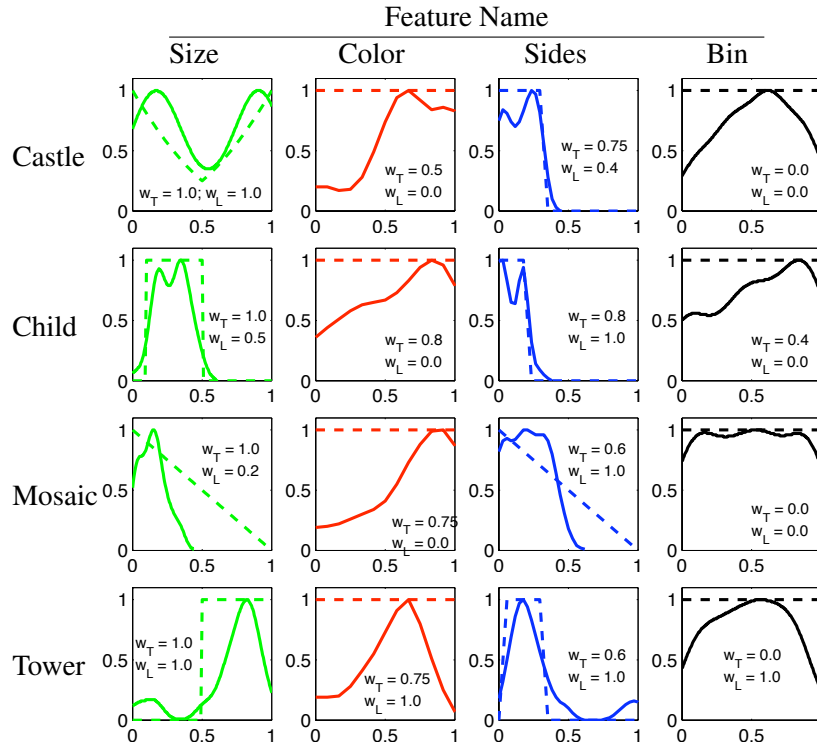 Feature Name
Size Color Sides Bin
Castle
1 0.5 0
w_T = 1.0; w_L = 1.0
0 0.5 1
1 0.5 0
w_T = 0.5
w_L = 0.0
0 0.5 1
1 0.5 0
w_T = 0.75
w_L = 0.4
0 0.5 1
1 0.5 0
w_T = 0.0
w_L = 0.0
0 0.5 1
Child
1 0.5 0
w_T = 1.0
w_L = 0.5
0 0.5 1
1 0.5 0
w_T = 0.8
w_L = 0.0
0 0.5 1
1 0.5 0
w_T = 0.8
w_L = 1.0
0 0.5 1
1 0.5 0
w_T = 0.4
w_L = 0.0
0 0.5 1
Mosaic
1 0.5 0
w_T = 1.0
w_L = 0.2
0 0.5 1
1 0.5 0
w_T = 0.75
w_L = 0.0
0 0.5 1
1 0.5 0
w_T = 0.6
w_L = 1.0
0 0.5 1
1 0.5 0
w_T = 0.0
w_L = 0.0
0 0.5 1
Tower
1 0.5 0
w_T = 1.0
w_L = 1.0
0 0.5 1
1 0.5 0
w_T = 0.75
w_L = 1.0
0 0.5 1
1 0.5 0
w_T = 0.6
w_L = 1.0
0 0.5 1
1 0.5 0
w_T = 0.0
w_L = 1.0
0 0.5 1